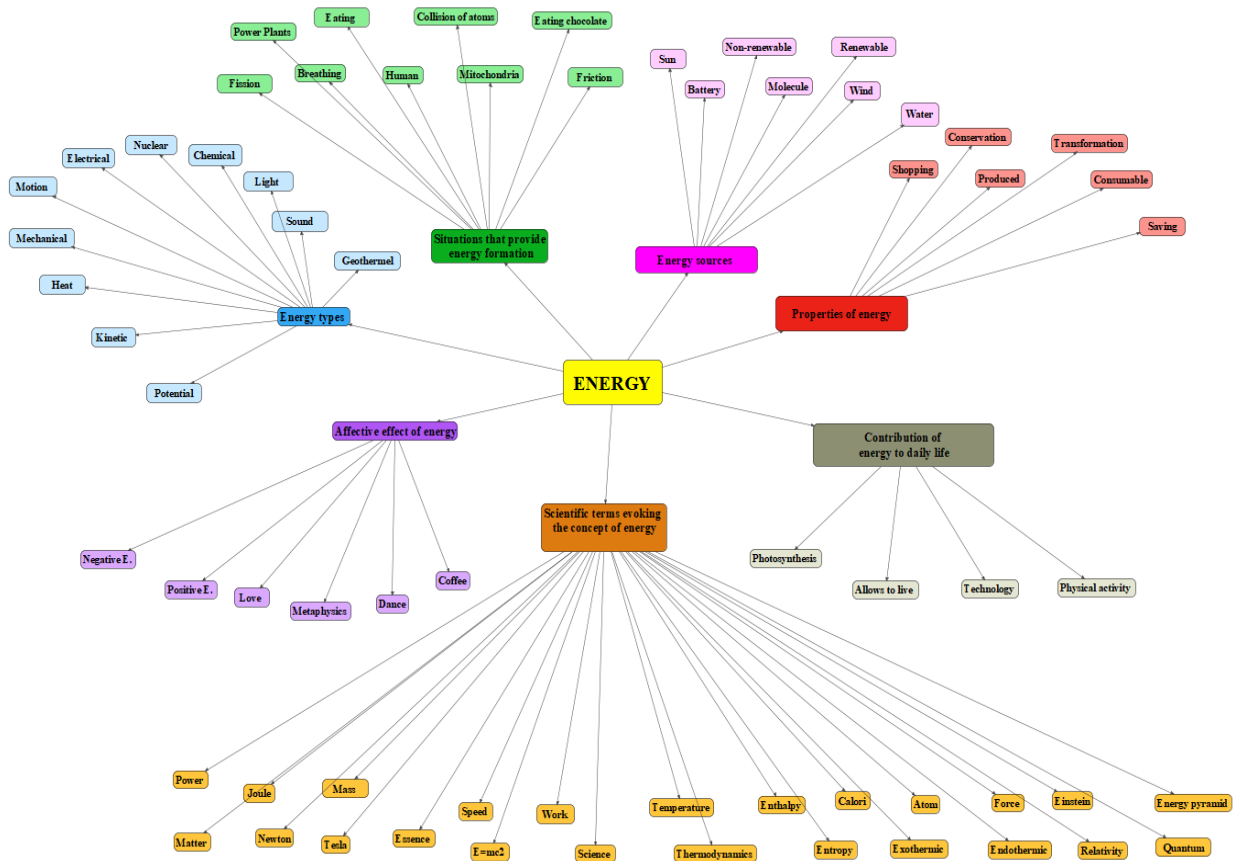 Eating
Collision of atoms
Eating chocolate
Power Plants
Breathing
Human
Mitochondria
Friction
Fission
Situations that provide
energy formation
Sun
Non-renewable
Renewable
Battery
Molecule
Wind
Water
Energy sources
Conservation
Transformation
Shopping
Produced
Consumable
Saving
Properties of energy
Nuclear
Chemical
Electrical
Light
Motion
Sound
Mechanical
Geothermel
Heat
Kinetic
Potential
Energy types
ENERGY
Affective effect of energy
Negative E.
Positive E.
Love
Metaphysics
Dance
Coffee
Contribution of
energy to daily life
Photosynthesis
Allows to live
Technology
Physical activity
Scientific terms evoking
the concept of energy
Power
Joule
Mass
Speed
Work
Temperature
Enthalpy
Calori
Atom
Force
Einstein
Energy pyramid
Matter
Newton
Tesla
Essence
E=mc2
Science
Thermodynamics
Entropy
Exothermic
Endothermic
Relativity
Quantum